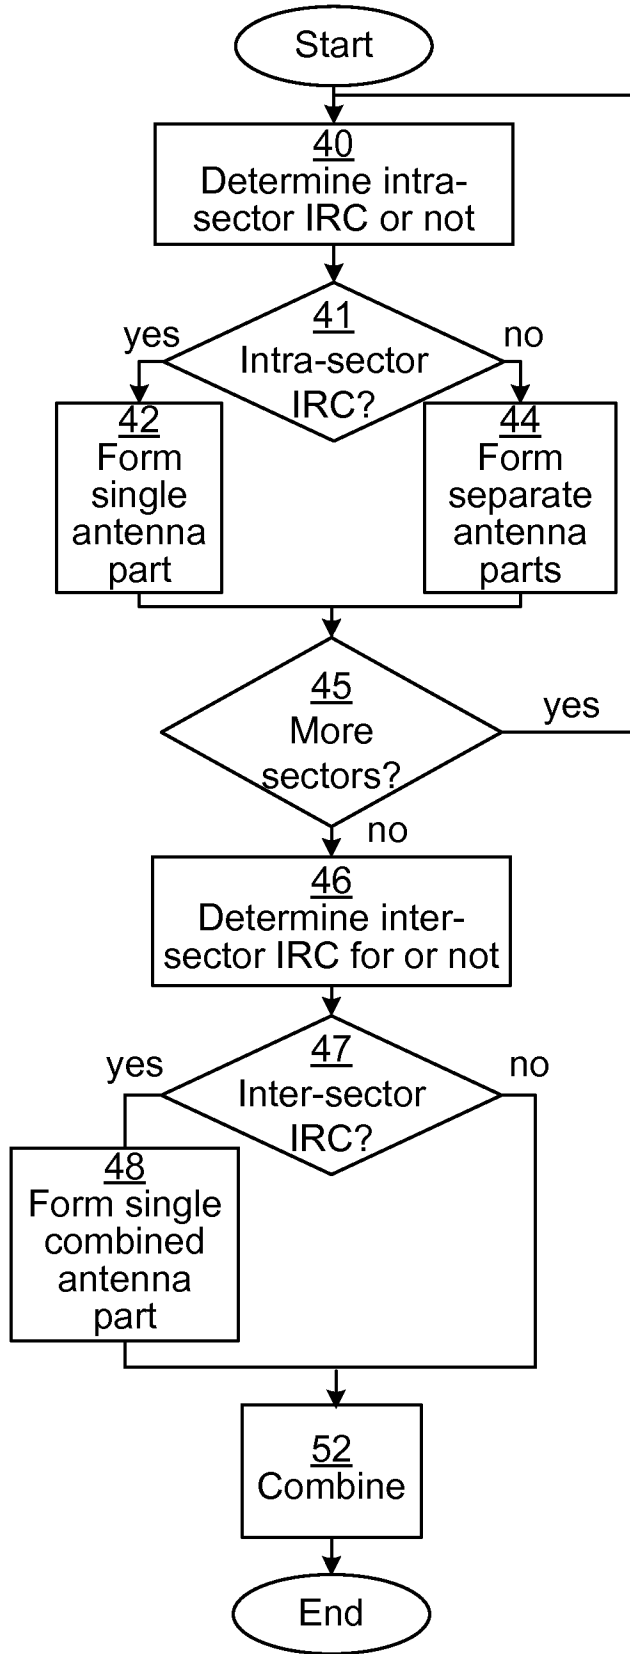 Start
40
Determine intra-
sector IRC or not
41
yes
no
Intra-sector
IRC?
42
Form
single
antenna
part
44
Form
separate
antenna
parts
45
More
sectors?
yes
no
46
Determine inter-
sector IRC for or not
47
yes
no
Inter-sector
IRC?
48
Form single
combined
antenna
part
52
Combine
End